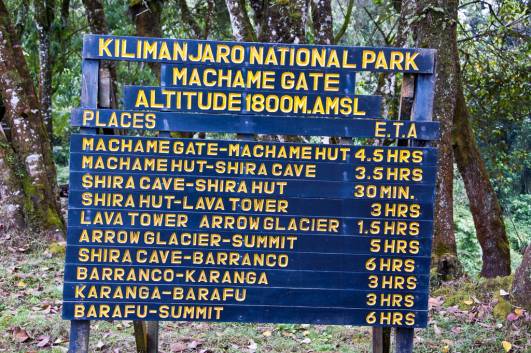 KILIMANJARO NATIONAL PARK
MACHAME GATE
ALTITUDE 1800M.AMSL
PLACES E.T.A
MACHAME GATE-MACHAME HUT 4.5 HRS
MACHAME HUT-SHIRA CAVE 3.5 HRS
SHIRA CAVE-SHIRA HUT 30 MIN.
SHIRA HUT-LAVA TOWER 3 HRS
LAVA TOWER ARROW GLACIER 1.5 HRS
ARROW GLACIER-SUMMIT 5 HRS
SHIRA CAVE-BARRANCO 6 HRS
BARRANCO-KARANGA 3 HRS
KARANGA-BARAFU 3 HRS
BARAFU-SUMMIT 6 HRS